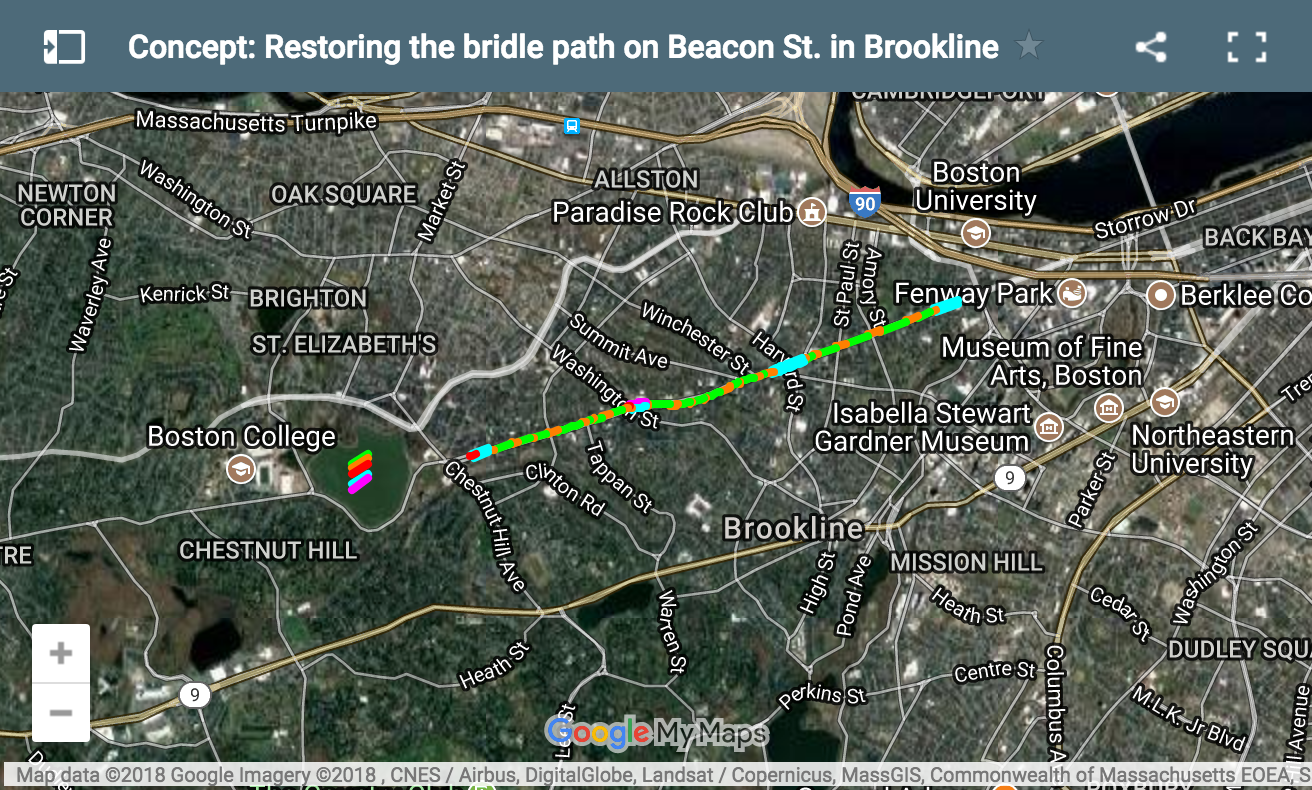 Concept: Restoring the bridle path on Beacon St. in Brookline
CAMBRIDGEPORT
Massachusetts Turnpike
Washington St
NEWTON
CORNER
OAK SQUARE
Market St
ALLSTON
Paradise Rock Club
90
Boston
University
Storrow Dr
BACK BAY
Waverley Ave
Kenrick St
BRIGHTON
ST. ELIZABETH'S
St Paul St
Amory St
Fenway Park
Berklee Co
Winchester St
Summit Ave
Washington St
Harvard St
Museum of Fine
Arts, Boston
Isabella Stewart
Gardner Museum
Northeastern
University
Boston College
Chestnut Hill Ave
Clinton Rd
Tappan St
9
Parker St
Brookline
CHESTNUT HILL
MISSION HILL
High St
Pond Ave
Heath St
Cedar St
Washington St
DUDLEY SQUA
Warren St
Heath St
9
Perkins St
Centre St
Columbus A
M.L.K. Jr Blvd
Google My Maps
Map data ©2018 Google Imagery ©2018 , CNES / Airbus, DigitalGlobe, Landsat / Copernicus, MassGIS, Commonwealth of Massachusetts EOEA, S